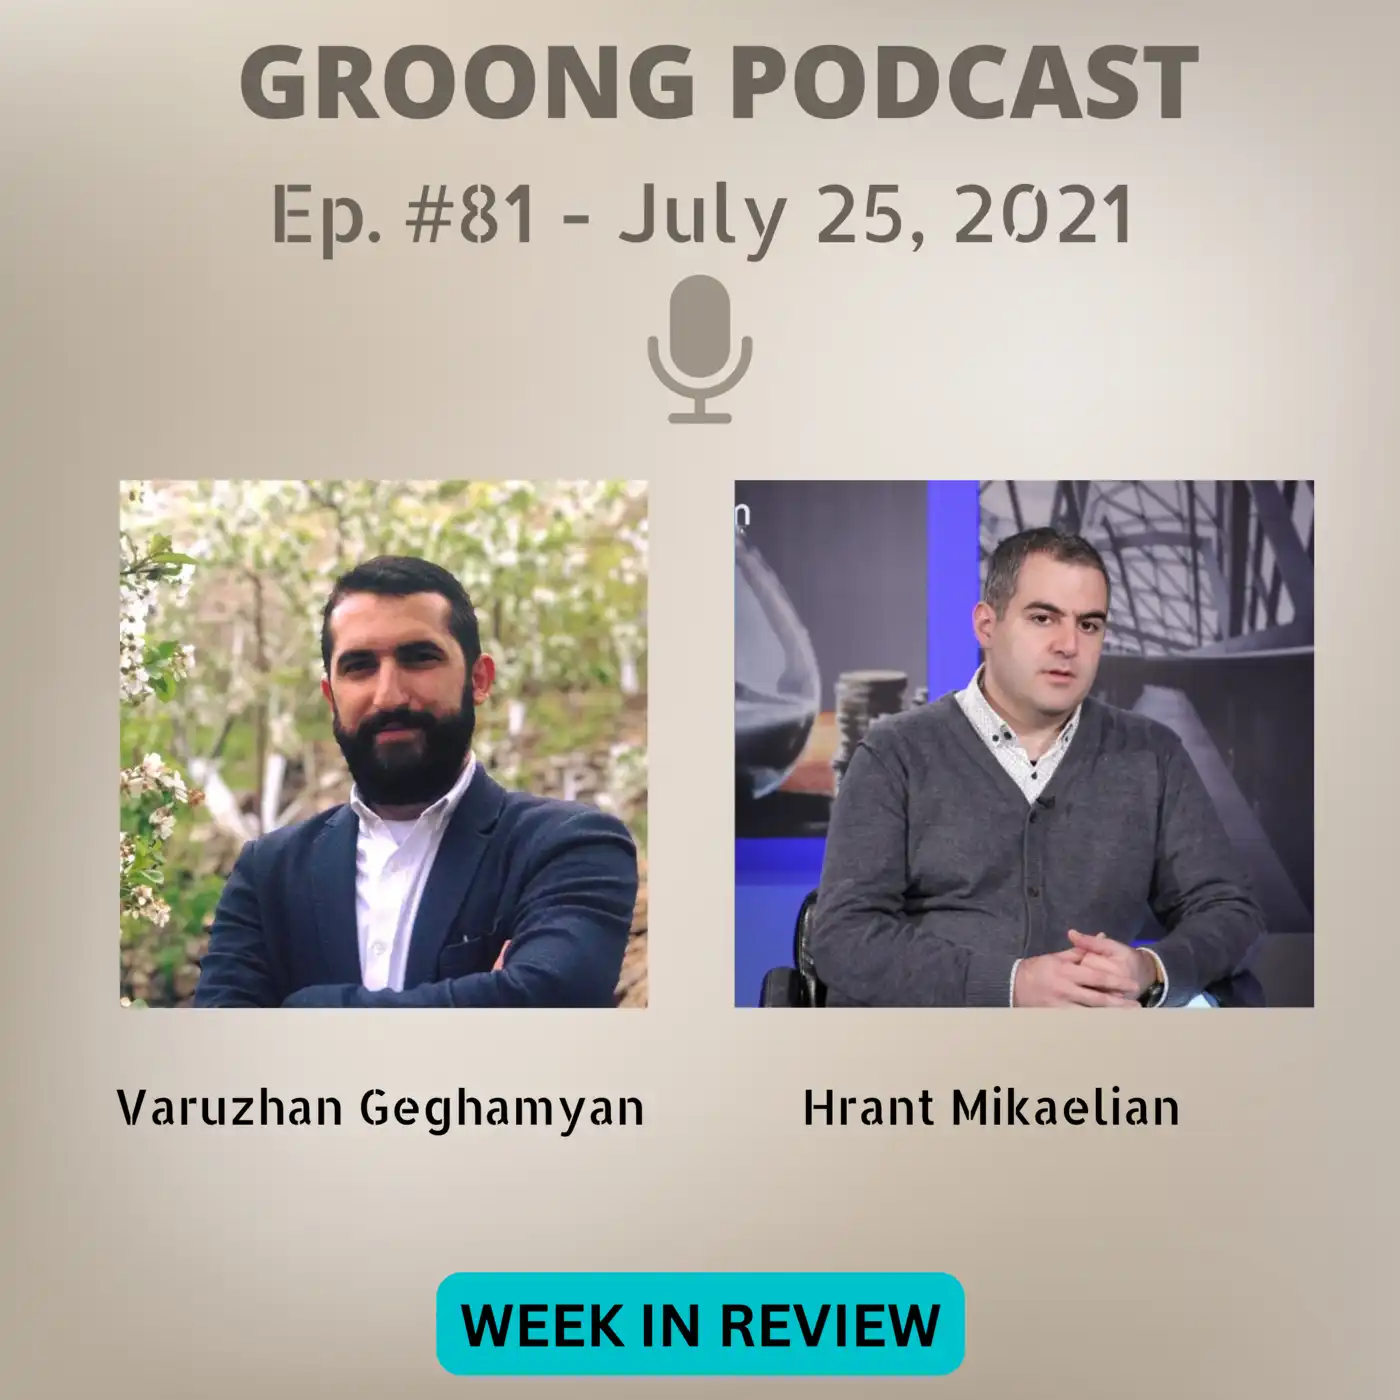 GROONG PODCAST
Ep. #81 - July 25, 2021
n
Varuzhan Geghamyan
Hrant Mikaelian
WEEK IN REVIEW